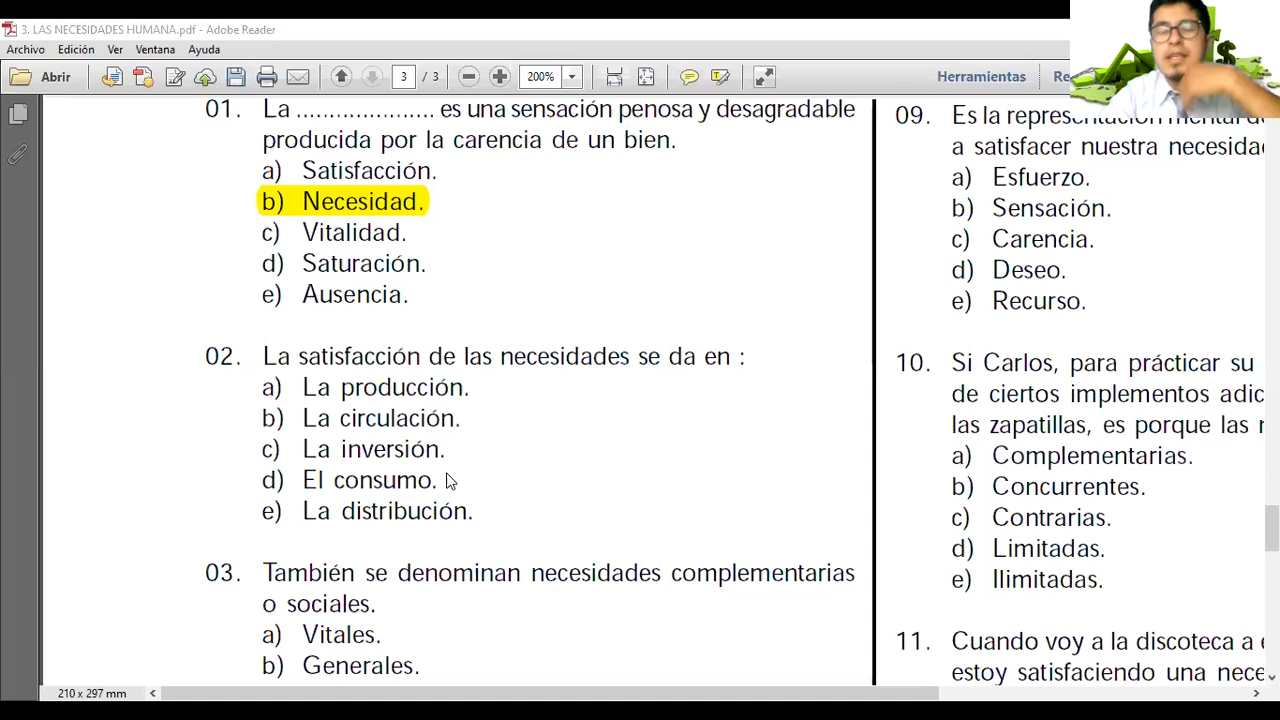 3. LAS NECESIDADES HUMANA.pdf - Adobe Reader
Archivo Edición Ver Ventana Ayuda
Abrir 3 / 3 200% Herramientas
01. La ..................... es una sensación penosa y desagradable
producida por la carencia de un bien.
a) Satisfacción.
b) Necesidad.
c) Vitalidad.
d) Saturación.
e) Ausencia.
02. La satisfacción de las necesidades se da en :
a) La producción.
b) La circulación.
c) La inversión.
d) El consumo.
e) La distribución.
03. También se denominan necesidades complementarias
o sociales.
a) Vitales.
b) Generales.
09. Es la representación mental
a satisfacer nuestra
a) Esfuerzo.
b) Sensación.
c) Carencia.
d) Deseo.
e) Recurso.
10. Si Carlos, para prácticar su
de ciertos implementos
las zapatillas, es porque las
a) Complementarias.
b) Concurrentes.
c) Contrarias.
d) Limitadas.
e) Ilimitadas.
11. Cuando voy a la discoteca a
estoy satisfaciendo una
210 x 297 mm